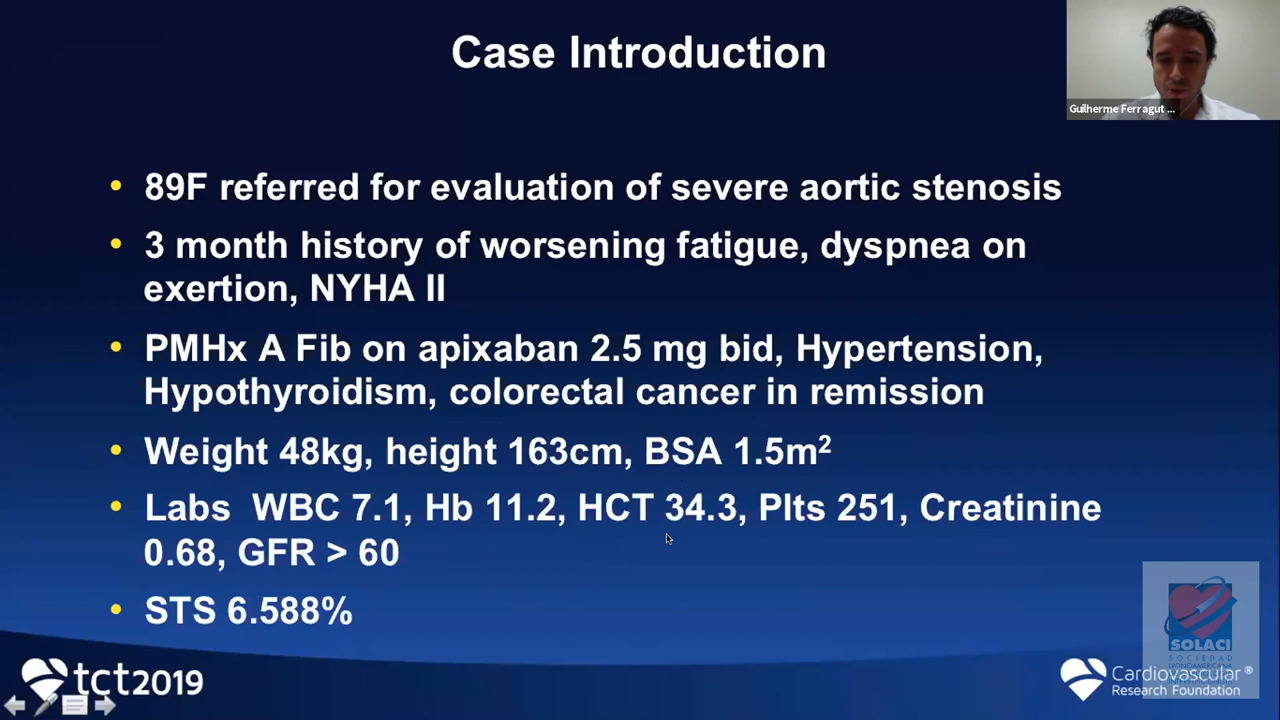 Case Introduction
Guilherme Ferragut ...
• 89F referred for evaluation of severe aortic stenosis
• 3 month history of worsening fatigue, dyspnea on
exertion, NYHA II
• PMHx A Fib on apixaban 2.5 mg bid, Hypertension,
Hypothyroidism, colorectal cancer in remission
• Weight 48kg, height 163cm, BSA 1.5m²
• Labs WBC 7.1, Hb 11.2, HCT 34.3, Plts 251, Creatinine
0.68, GFR > 60
• STS 6.588%
tct2019
SOLACI
SOCIEDAD
LATINOAMERICANA
Cardiovascular®
Research Foundation